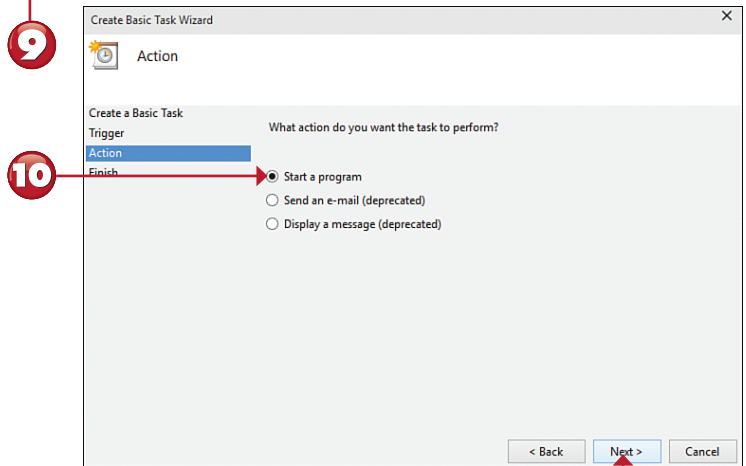 9
Create Basic Task Wizard
Action
Create a Basic Task
Trigger
Action
Finish
What action do you want the task to perform?
10
Start a program
Send an e-mail (deprecated)
Display a message (deprecated)
< Back
Next >
Cancel